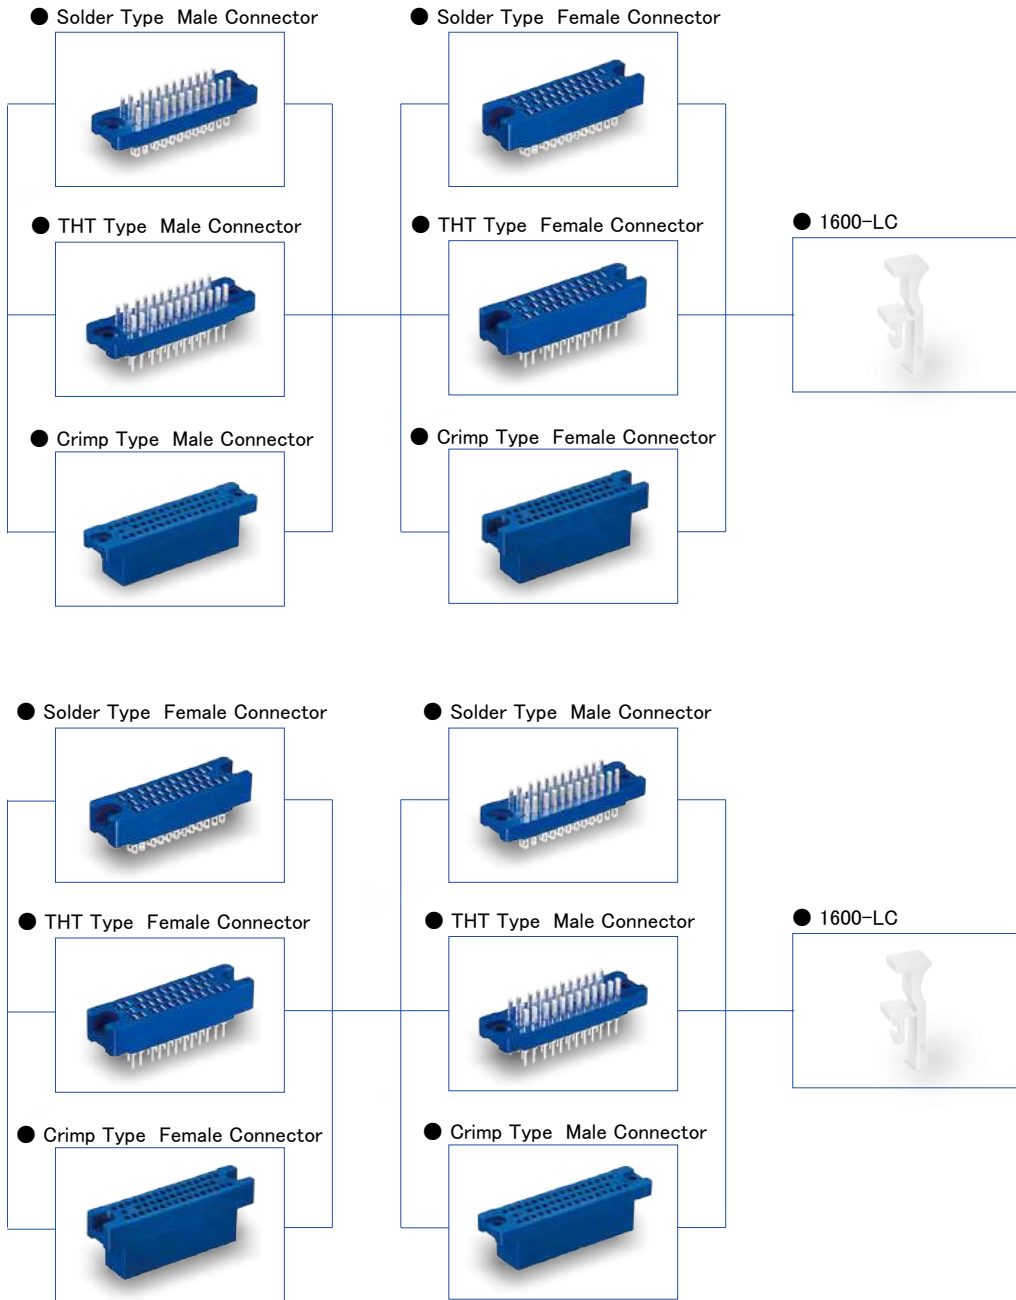 ● Solder Type Male Connector
● Solder Type Female Connector
● THT Type Male Connector
● THT Type Female Connector
● 1600-LC
● Crimp Type Male Connector
● Crimp Type Female Connector
● Solder Type Female Connector
● Solder Type Male Connector
● THT Type Female Connector
● THT Type Male Connector
● 1600-LC
● Crimp Type Female Connector
● Crimp Type Male Connector